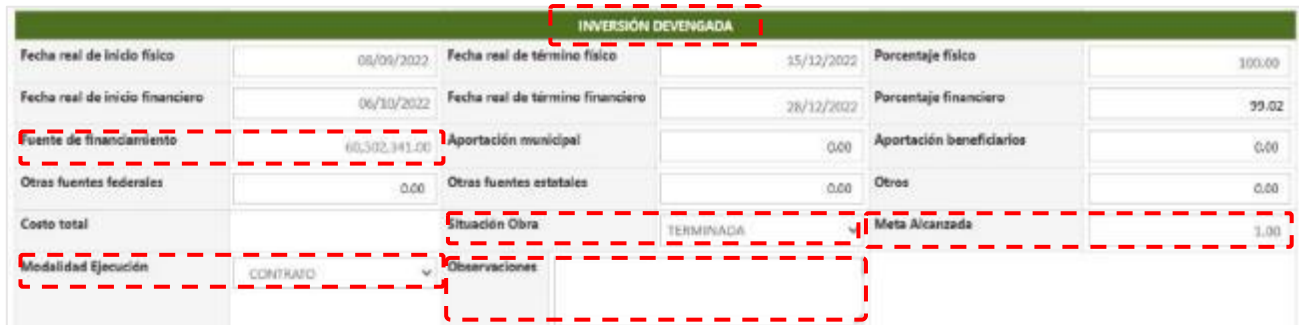 INVERSIÓN DEVENGADA
Fecha real de inicio físico 08/09/2022 Fecha real de término físico 15/12/2022 Porcentaje físico 100.00
Fecha real de inicio financiero 06/10/2022 Fecha real de término financiero 28/12/2022 Porcentaje financiero 99.02
Fuente de financiamiento 60,502,341.00 Aportación municipal 0.00 Aportación beneficiarios 0.00
Otras fuentes federales 0.00 Otras fuentes estatales 0.00 Otros 0.00
Costo total Situación Obra TERMINADA Meta Alcanzada 1.00
Modalidad Ejecución CONTRATO Observaciones